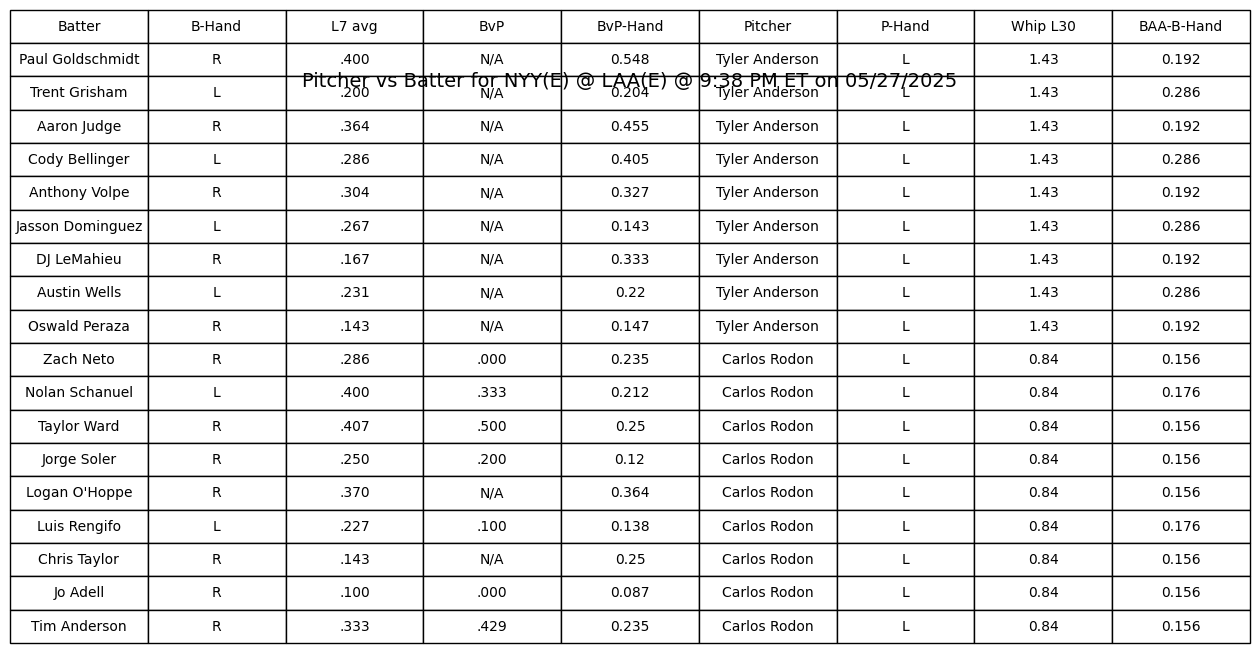 Batter B-Hand L7 avg BvP BvP-Hand Pitcher P-Hand Whip L30 BAA-B-Hand
Paul Goldschmidt R .400 N/A 0.548 Tyler Anderson L 1.43 0.192
Pitcher vs Batter for NYY(E) @ LAA(E) @ 9:38 PM ET on 05/27/2025
Trent Grisham L .200 N/A 0.204 Tyler Anderson L 1.43 0.286
Aaron Judge R .364 N/A 0.455 Tyler Anderson L 1.43 0.192
Cody Bellinger L .286 N/A 0.405 Tyler Anderson L 1.43 0.286
Anthony Volpe R .304 N/A 0.327 Tyler Anderson L 1.43 0.192
Jasson Dominguez L .267 N/A 0.143 Tyler Anderson L 1.43 0.286
DJ LeMahieu R .167 N/A 0.333 Tyler Anderson L 1.43 0.192
Austin Wells L .231 N/A 0.22 Tyler Anderson L 1.43 0.286
Oswald Peraza R .143 N/A 0.147 Tyler Anderson L 1.43 0.192
Zach Neto R .286 .000 0.235 Carlos Rodon L 0.84 0.156
Nolan Schanuel L .400 .333 0.212 Carlos Rodon L 0.84 0.176
Taylor Ward R .407 .500 0.25 Carlos Rodon L 0.84 0.156
Jorge Soler R .250 .200 0.12 Carlos Rodon L 0.84 0.156
Logan O'Hoppe R .370 N/A 0.364 Carlos Rodon L 0.84 0.156
Luis Rengifo L .227 .100 0.138 Carlos Rodon L 0.84 0.176
Chris Taylor R .143 N/A 0.25 Carlos Rodon L 0.84 0.156
Jo Adell R .100 .000 0.087 Carlos Rodon L 0.84 0.156
Tim Anderson R .333 .429 0.235 Carlos Rodon L 0.84 0.156